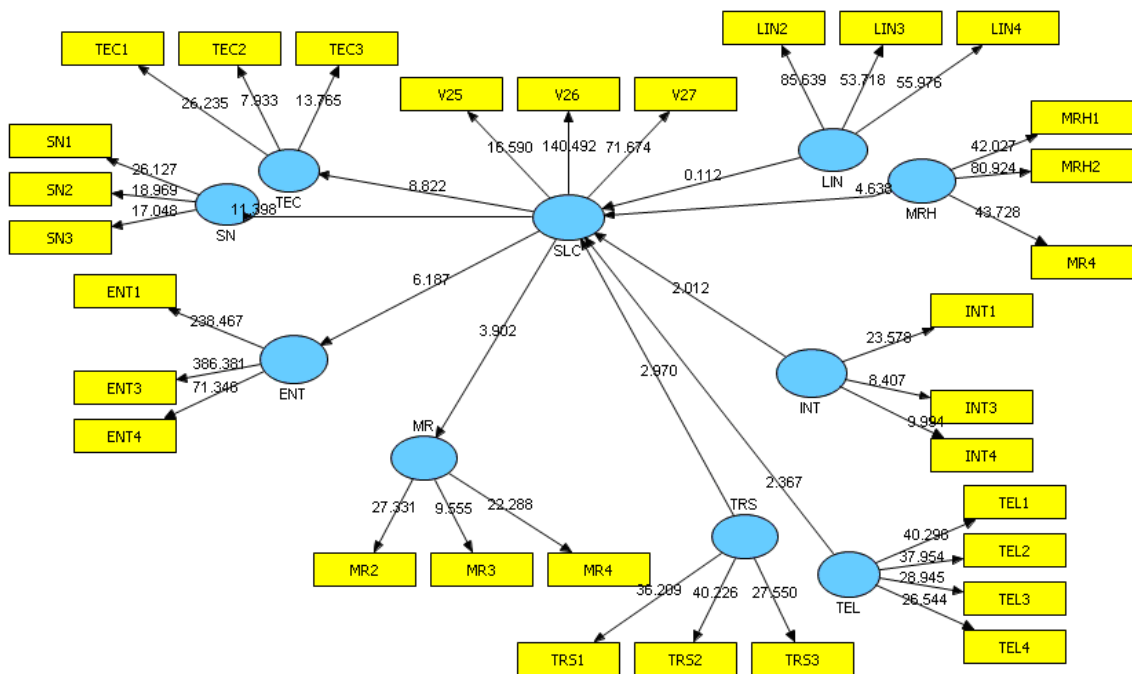 LIN2
LIN3
LIN4
TEC1
TEC2
TEC3
85.639
53.718
55.976
26.235
7.933
13.765
V25
V26
V27
MRH1
SN1
16.590
140.492
71.674
42.027
MRH2
26.127
80.924
SN2
18.969
TEC
8.822
0.112
LIN
4.638
MRH
43.728
SN3
17.048
SN
11.398
SLC
MR4
ENT1
6.187
2.012
INT1
238.467
3.902
23.578
ENT3
386.381
71.346
ENT
2.970
INT
8.407
INT3
9.994
ENT4
MR
INT4
27.331
9.555
22.288
2.367
TRS
TEL1
40.296
MR2
MR3
MR4
37.954
TEL2
28.945
TEL3
36.209
40.226
27.550
TEL
26.544
TEL4
TRS1
TRS2
TRS3